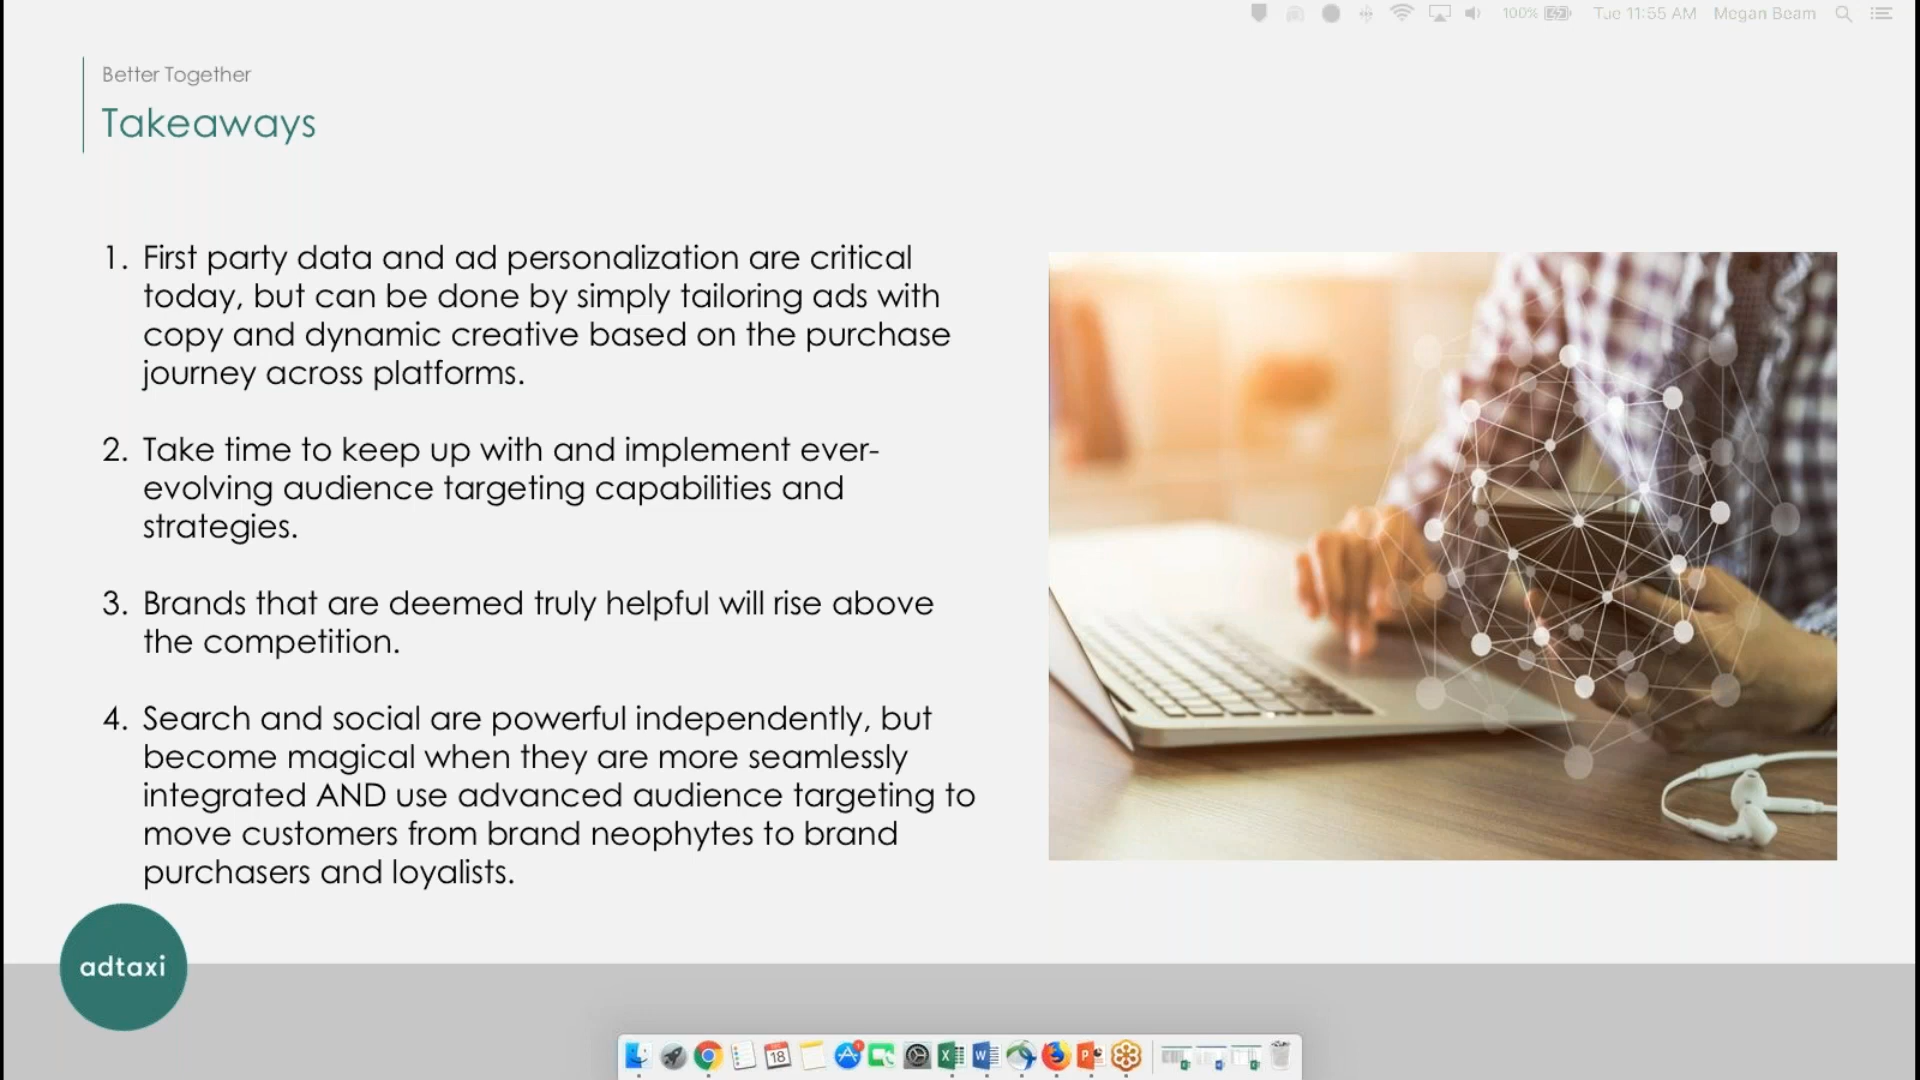 100%
Tue 11:55 AM
Megan Beam
Better Together
Takeaways
1. First party data and ad personalization are critical
today, but can be done by simply tailoring ads with
copy and dynamic creative based on the purchase
journey across platforms.
2. Take time to keep up with and implement ever-
evolving audience targeting capabilities and
strategies.
3. Brands that are deemed truly helpful will rise above
the competition.
4. Search and social are powerful independently, but
become magical when they are more seamlessly
integrated AND use advanced audience targeting to
move customers from brand neophytes to brand
purchasers and loyalists.
adtaxi
18